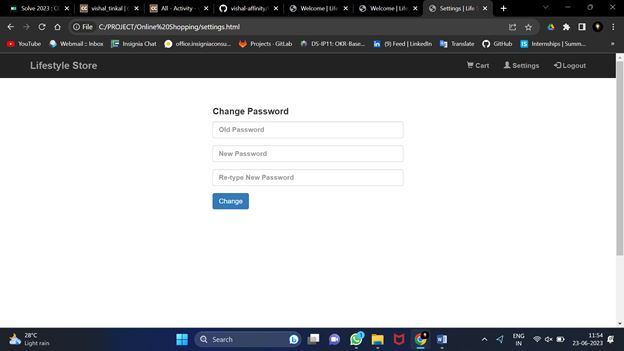 Solve 2023 : C
vishal_tinkal |
All - Activity -
vishal-affinity/
Welcome | Life
Welcome | Life
Settings | Life S
File C:/PROJECT/Online%20Shopping/settings.html
YouTube Webmail :: Inbox Insignia Chat office.insigniaconsu... Projects · GitLab DS-IP11: OKR-Base... (9) Feed | LinkedIn Translate GitHub Internships | Summ... »
Lifestyle Store Cart Settings Logout
Change Password
Old Password
New Password
Re-type New Password
Change
28°C
Light rain
Search
ENG
IN
11:54
23-06-2023